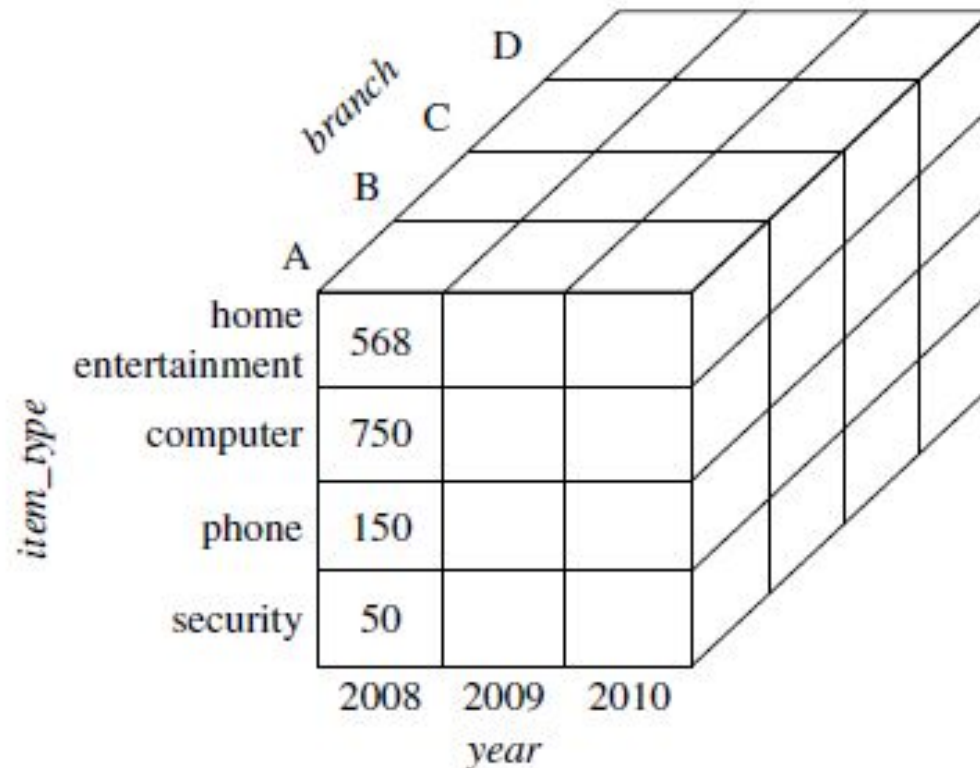 D
branch
C
B
A
home
entertainment
568
computer
750
phone
150
security
50
item_type
2008 2009 2010
year